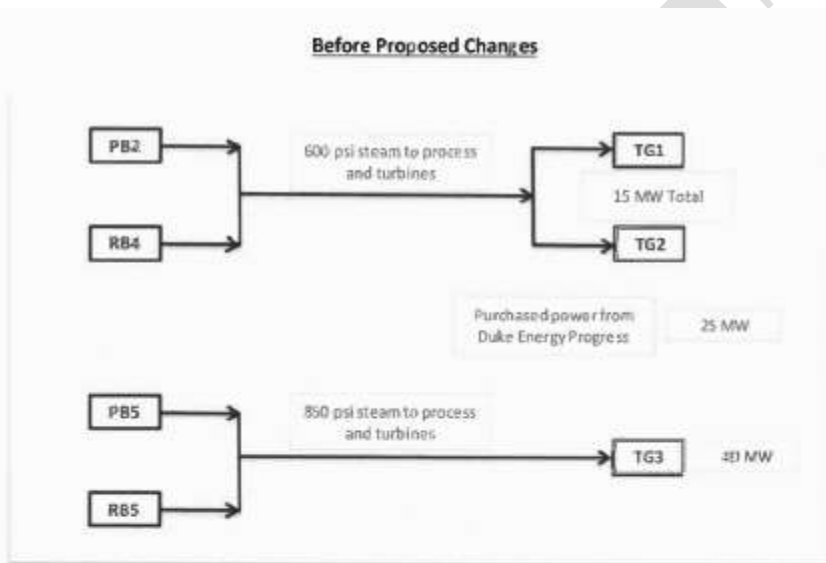 Before Proposed Changes
PB2
600 psi steam to process
and turbines
TG1
15 MW Total
RB4
TG2
Purchased power from
Duke Energy Progress
25 MW
PB5
850 psi steam to process
and turbines
TG3
40 MW
RB5